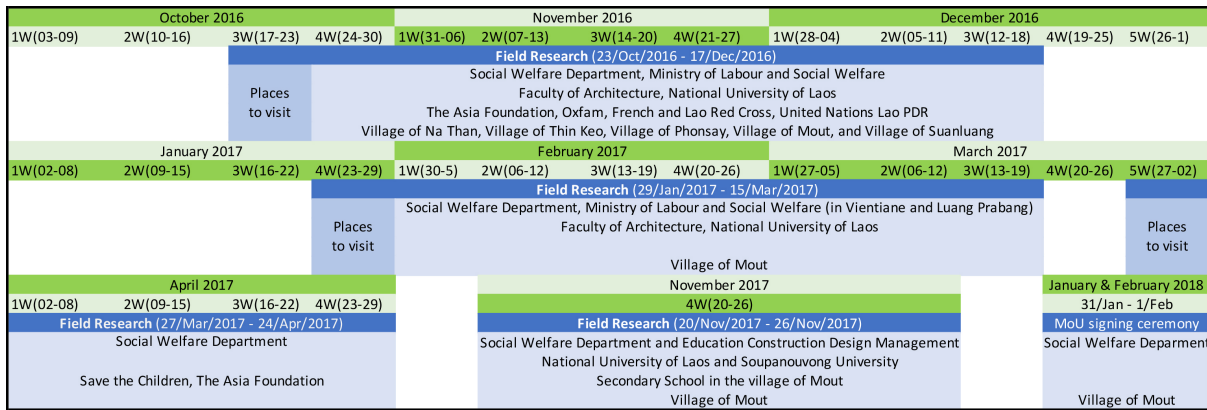 October 2016 November 2016 December 2016
1W(03-09) 2W(10-16) 3W(17-23) 4W(24-30) 1W(31-06) 2W(07-13) 3W(14-20) 4W(21-27) 1W(28-04) 2W(05-11) 3W(12-18) 4W(19-25) 5W(26-1)
Field Research (23/Oct/2016 - 17/Dec/2016)
Places
to visit
Social Welfare Department, Ministry of Labour and Social Welfare
Faculty of Architecture, National University of Laos
The Asia Foundation, Oxfam, French and Lao Red Cross, United Nations Lao PDR
Village of Na Than, Village of Thin Keo, Village of Phonsay, Village of Mout, and Village of Suanluang
January 2017 February 2017 March 2017
1W(02-08) 2W(09-15) 3W(16-22) 4W(23-29) 1W(30-5) 2W(06-12) 3W(13-19) 4W(20-26) 1W(27-05) 2W(06-12) 3W(13-19) 4W(20-26) 5W(27-02)
Field Research (29/Jan/2017 - 15/Mar/2017)
Places
to visit
Social Welfare Department, Ministry of Labour and Social Welfare (in Vientiane and Luang Prabang)
Faculty of Architecture, National University of Laos
Village of Mout
Places
to visit
April 2017 November 2017 January & February 2018
1W(02-08) 2W(09-15) 3W(16-22) 4W(23-29) 4W(20-26) 31/Jan - 1/Feb
Field Research (27/Mar/2017 - 24/Apr/2017) Field Research (20/Nov/2017 - 26/Nov/2017) MoU signing ceremony
Social Welfare Department
Save the Children, The Asia Foundation
Social Welfare Department and Education Construction Design Management
National University of Laos and Soupanouvong University
Secondary School in the village of Mout
Village of Mout
Social Welfare Deparment
Village of Mout